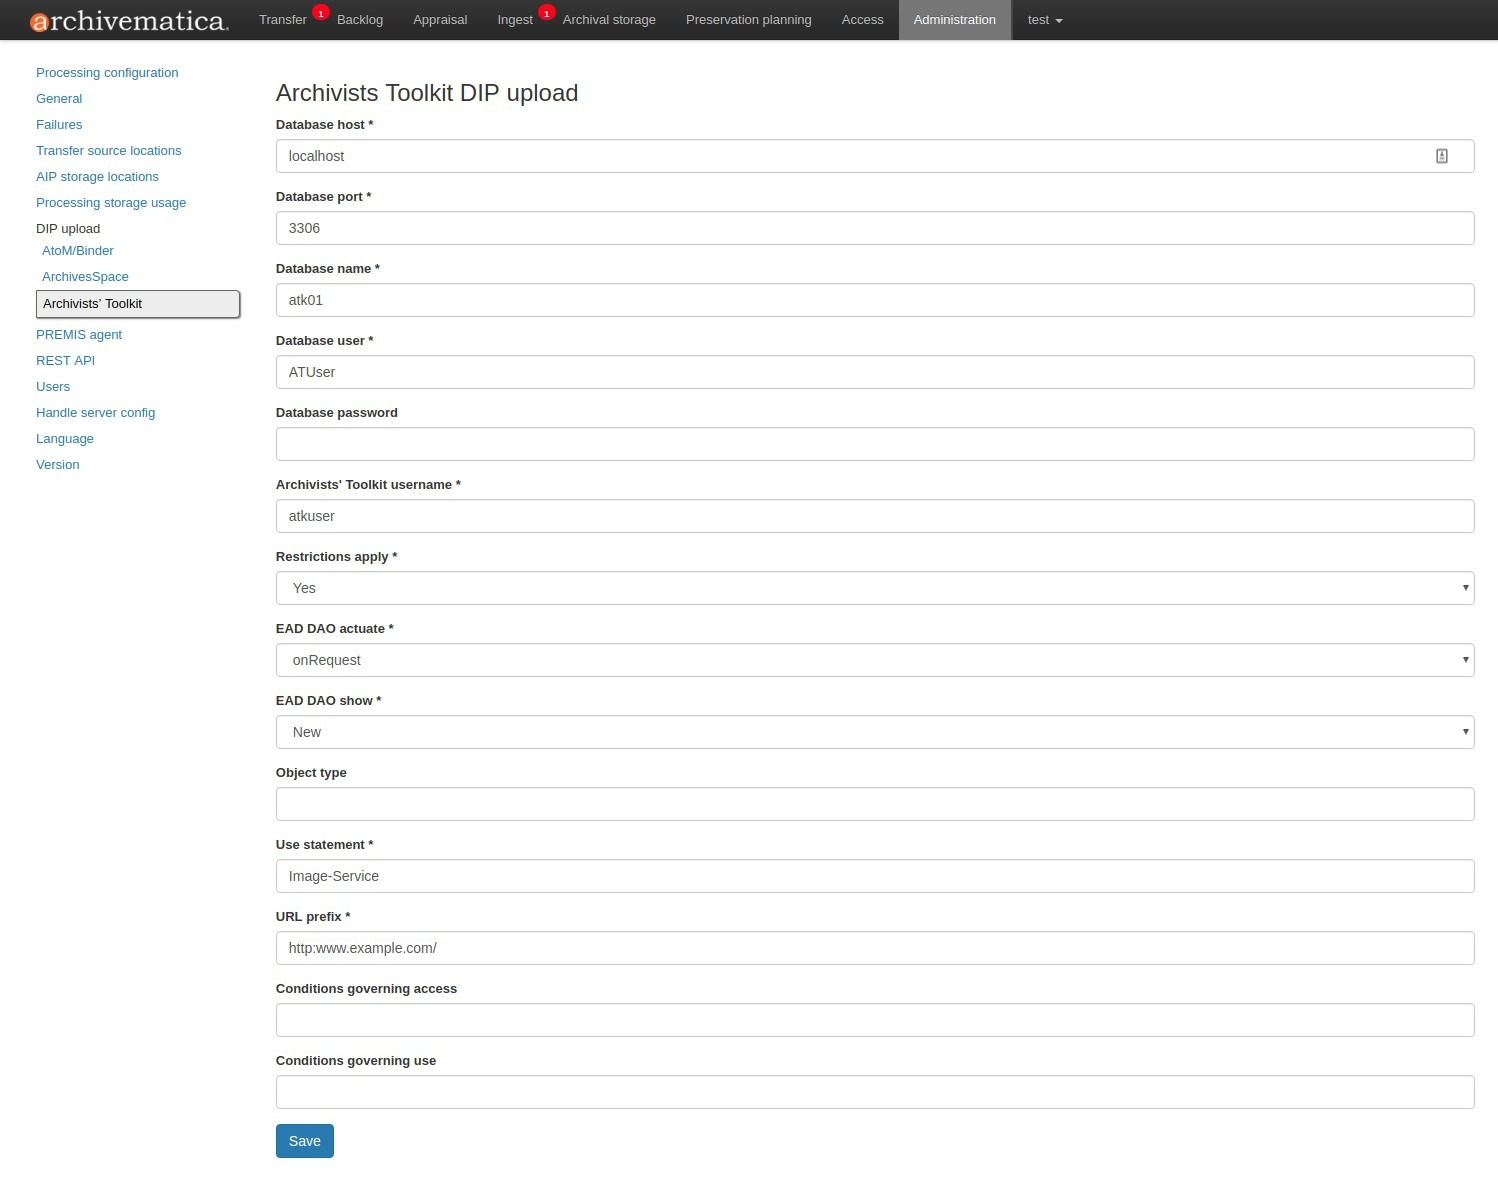 archivematica
Transfer 1 Backlog Appraisal Ingest 1 Archival storage Preservation planning Access Administration test
Processing configuration
General
Failures
Transfer source locations
AIP storage locations
Processing storage usage
DIP upload
AtoM/Binder
ArchivesSpace
Archivists’ Toolkit
PREMIS agent
REST API
Users
Handle server config
Language
Version
Archivists Toolkit DIP upload
Database host *
localhost
Database port *
3306
Database name *
atk01
Database user *
ATUser
Database password
Archivists' Toolkit username *
atkuser
Restrictions apply *
Yes
EAD DAO actuate *
onRequest
EAD DAO show *
New
Object type
Use statement *
Image-Service
URL prefix *
http:www.example.com/
Conditions governing access
Conditions governing use
Save